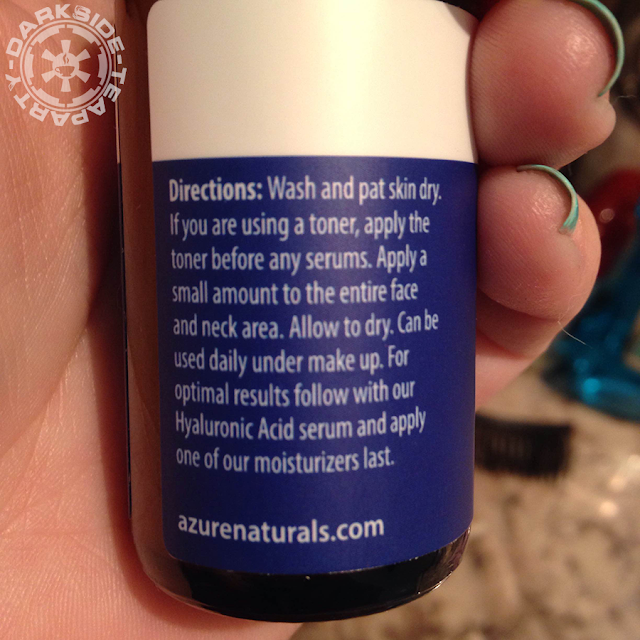 DARKSIDE-TEAPARTY-
Directions: Wash and pat skin dry.
If you are using a toner, apply the
toner before any serums. Apply a
small amount to the entire face
and neck area. Allow to dry. Can be
used daily under make up. For
optimal results follow with our
Hyaluronic Acid serum and apply
one of our moisturizers last.
azurenaturals.com